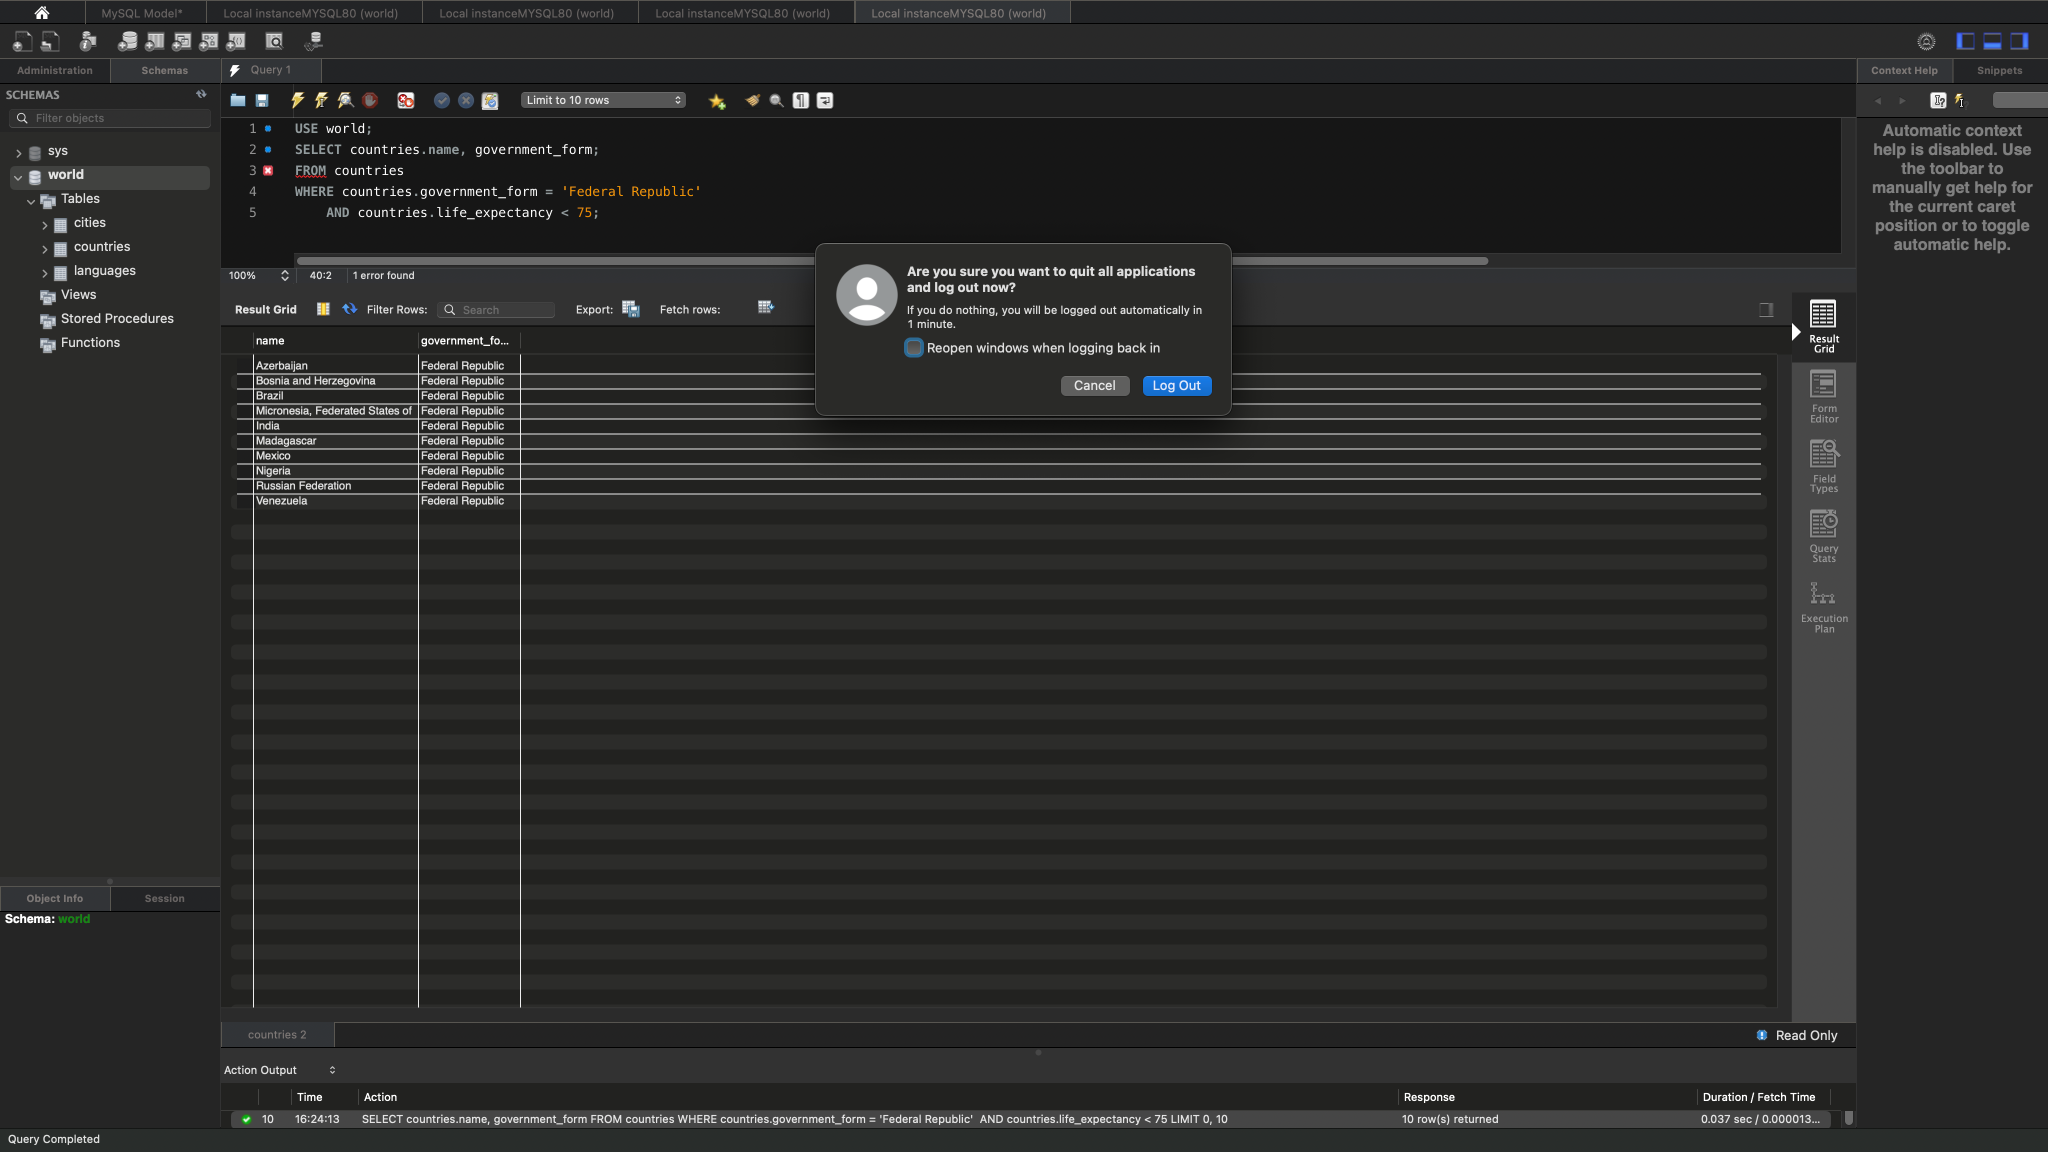 MySQL Model*
Local instanceMYSQL80 (world)
Local instanceMYSQL80 (world)
Local instanceMYSQL80 (world)
Local instanceMYSQL80 (world)
Administration
Schemas
Query 1
Context Help
Snippets
SCHEMAS
Filter objects
sys
world
Tables
cities
countries
languages
Views
Stored Procedures
Functions
Limit to 10 rows
1 USE world;
2 SELECT countries.name, government_form;
3 FROM countries
4 WHERE countries.government_form = 'Federal Republic'
5 AND countries.life_expectancy < 75;
100%
40:2
1 error found
Automatic context
help is disabled. Use
the toolbar to
manually get help for
the current caret
position or to toggle
automatic help.
Are you sure you want to quit all applications
and log out now?
If you do nothing, you will be logged out automatically in
1 minute.
Reopen windows when logging back in
Cancel
Log Out
Result Grid
Filter Rows:
Search
Export:
Fetch rows:
name government_fo...
Azerbaijan Federal Republic
Bosnia and Herzegovina Federal Republic
Brazil Federal Republic
Micronesia, Federated States of Federal Republic
India Federal Republic
Madagascar Federal Republic
Mexico Federal Republic
Nigeria Federal Republic
Russian Federation Federal Republic
Venezuela Federal Republic
Result
Grid
Form
Editor
Field
Types
Query
Stats
Execution
Plan
Object Info
Session
Schema: world
countries 2
Read Only
Action Output
Time Action Response Duration / Fetch Time
10 16:24:13 SELECT countries.name, government_form FROM countries WHERE countries.government_form = 'Federal Republic' AND countries.life_expectancy < 75 LIMIT 0, 10 10 row(s) returned 0.037 sec / 0.000013...
Query Completed